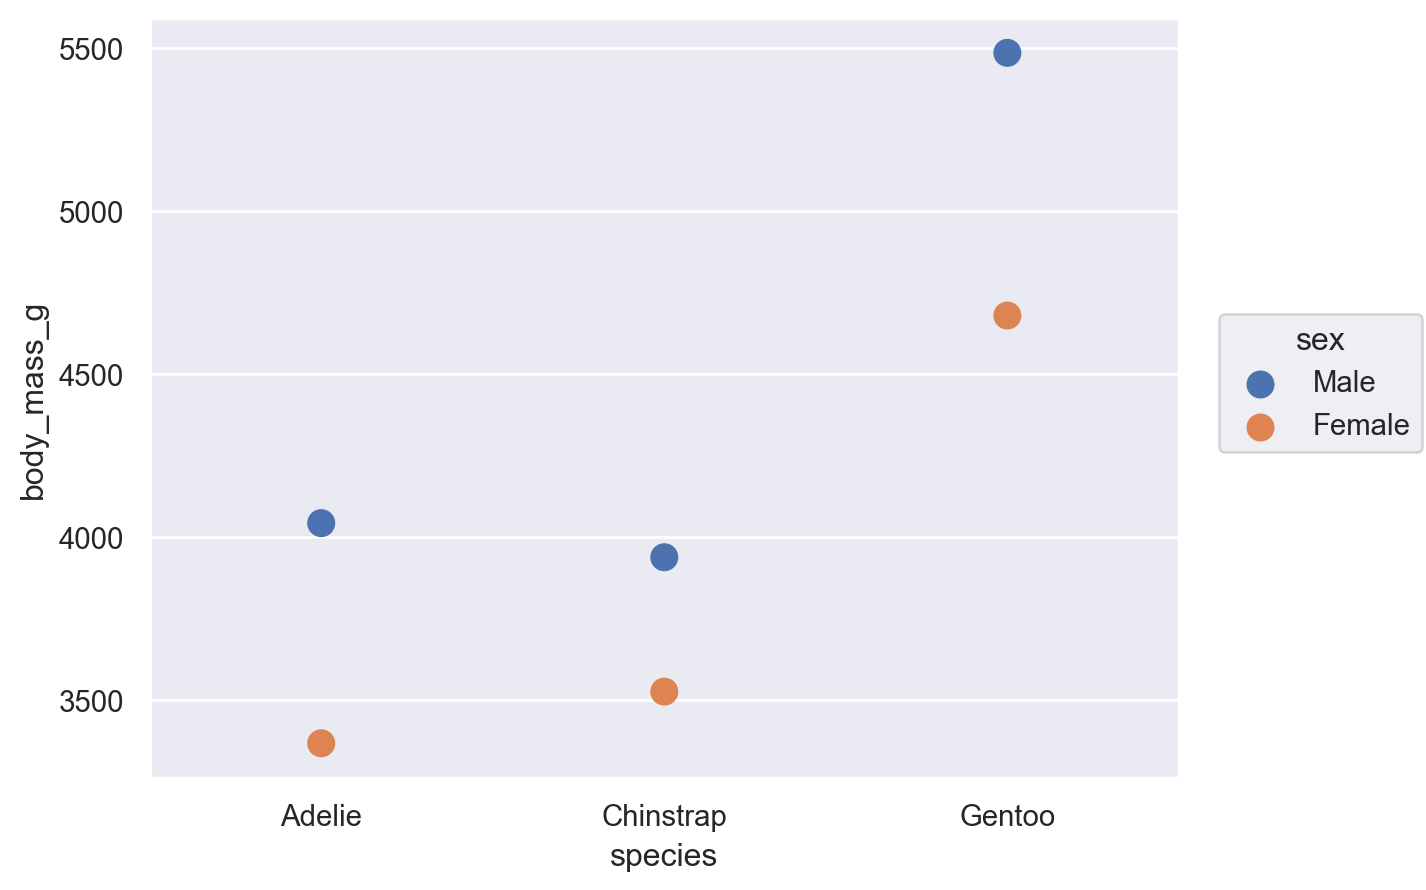 5500
5000
4500
4000
3500
body_mass_g
Adelie
Chinstrap
Gentoo
species
sex
Male
Female